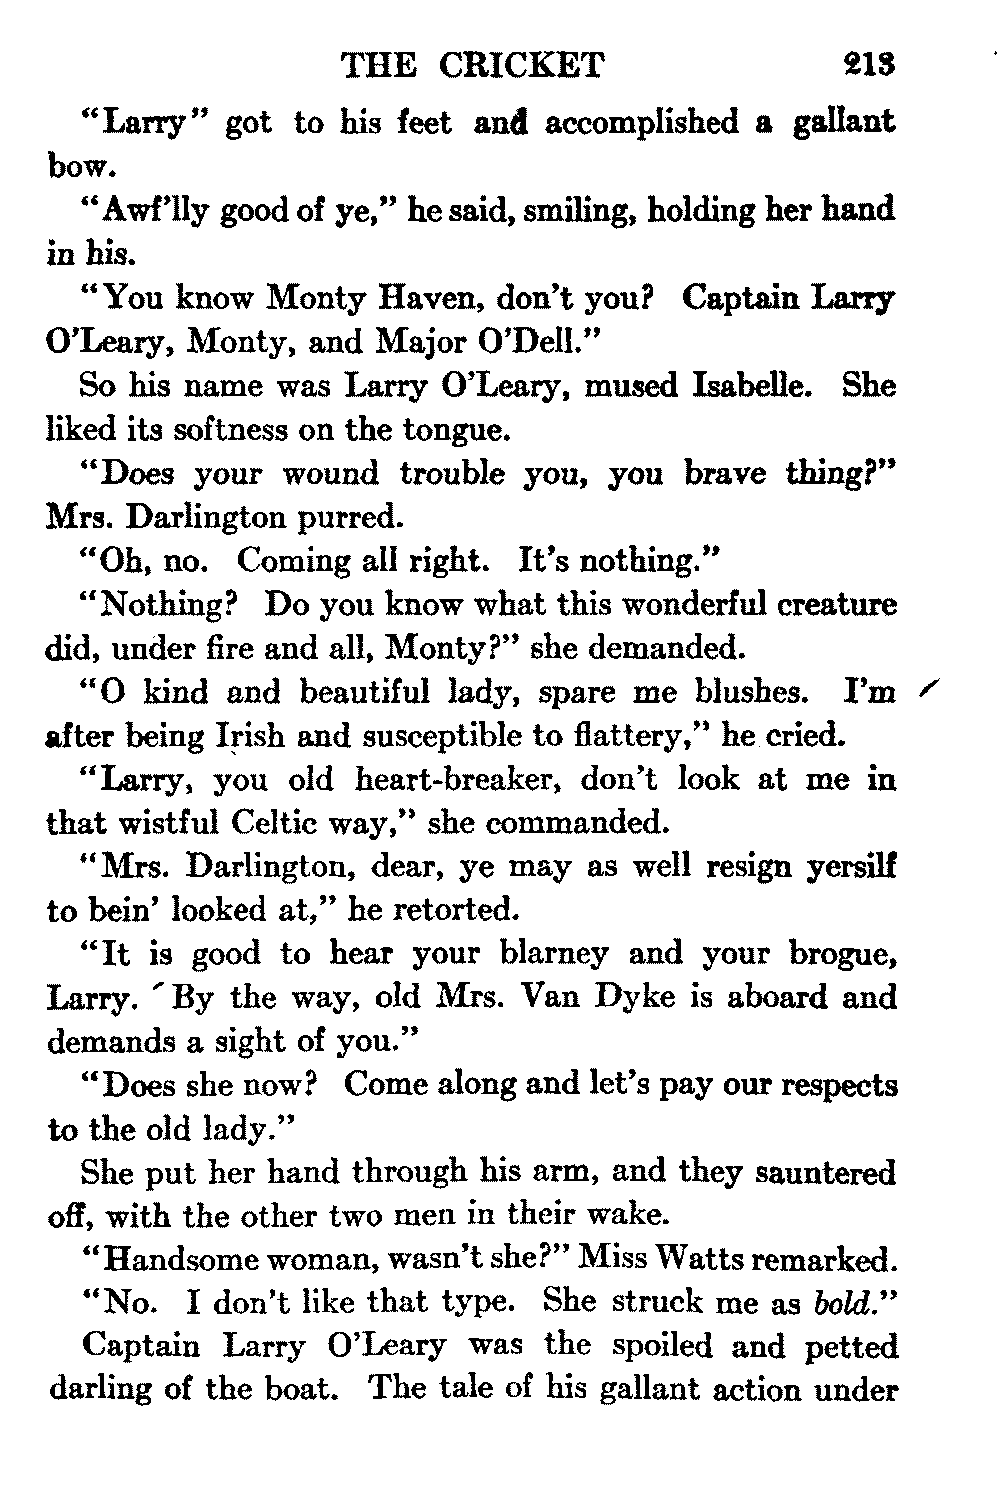 THE CRICKET 213
“Larry” got to his feet and accomplished a gallant
bow.
“Awf’lly good of ye,” he said, smiling, holding her hand
in his.
“You know Monty Haven, don’t you? Captain Larry
O’Leary, Monty, and Major O’Dell.”
So his name was Larry O’Leary, mused Isabelle. She
liked its softness on the tongue.
“Does your wound trouble you, you brave thing?”
Mrs. Darlington purred.
“Oh, no. Coming all right. It’s nothing.”
“Nothing? Do you know what this wonderful creature
did, under fire and all, Monty?” she demanded.
“O kind and beautiful lady, spare me blushes. I’m
after being Irish and susceptible to flattery,” he cried.
“Larry, you old heart-breaker, don’t look at me in
that wistful Celtic way,” she commanded.
“Mrs. Darlington, dear, ye may as well resign yersilf
to bein’ looked at,” he retorted.
“It is good to hear your blarney and your brogue,
Larry. By the way, old Mrs. Van Dyke is aboard and
demands a sight of you.”
“Does she now? Come along and let’s pay our respects
to the old lady.”
She put her hand through his arm, and they sauntered
off, with the other two men in their wake.
“Handsome woman, wasn’t she?” Miss Watts remarked.
“No. I don’t like that type. She struck me as bold.”
Captain Larry O’Leary was the spoiled and petted
darling of the boat. The tale of his gallant action under